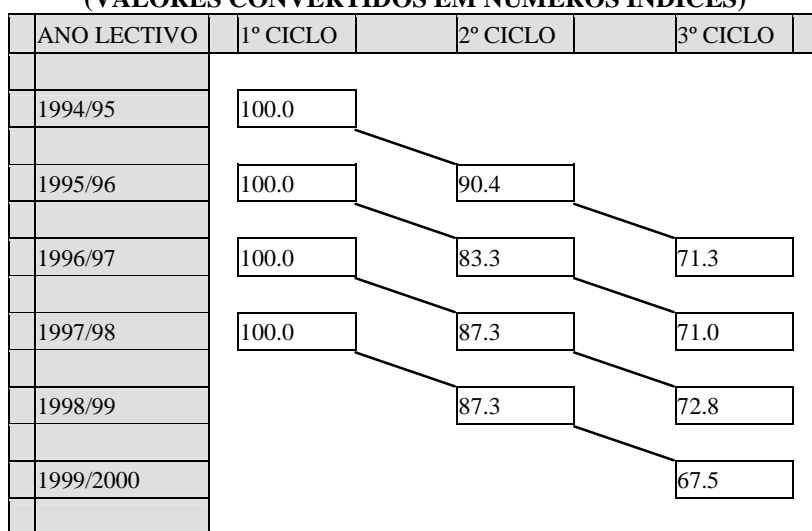 (VALORES CONVERTIDOS EM NÚMEROS ÍNDICES)
ANO LECTIVO 1º CICLO 2º CICLO 3º CICLO
1994/95 100.0
1995/96 100.0 90.4
1996/97 100.0 83.3 71.3
1997/98 100.0 87.3 71.0
1998/99 87.3 72.8
1999/2000 67.5